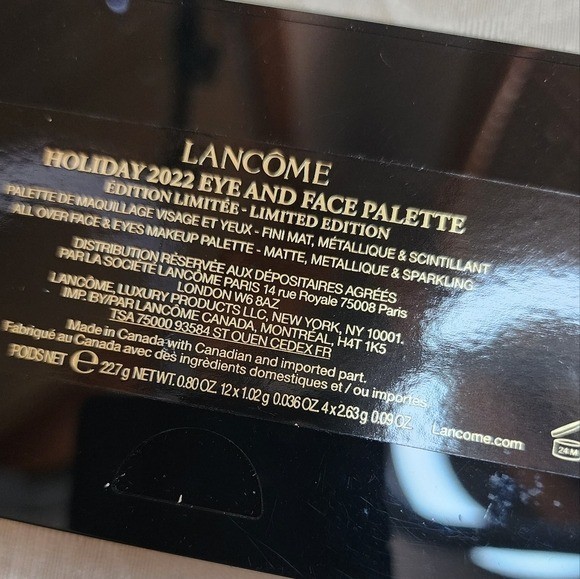 LANCÔME
HOLIDAY 2022 EYE AND FACE PALETTE
ÉDITION LIMITÉE - LIMITED EDITION
PALETTE DE MAQUILLAGE VISAGE ET YEUX - FINI MAT, MÉTALLIQUE & SCINTILLANT
ALL OVER FACE & EYES MAKEUP PALETTE - MATTE, METALLIQUE & SPARKLING
DISTRIBUTION RÉSERVÉE AUX DÉPOSITAIRES AGRÉÉS
PAR LA SOCIÉTÉ LANCÔME PARIS 14 rue Royale 75008 Paris
LONDON W6 8AZ
LANCÔME, LUXURY PRODUCTS LLC, NEW YORK, NY 10001.
IMP. BY/PAR LANCÔME CANADA, MONTRÉAL, H4T 1K5
TSA 75000 93584 ST OUEN CEDEX FR
Made in Canada with Canadian and imported part.
Fabriqué au Canada avec des ingrédients domestiques et / ou importés
POIDS NET e 22.7g NET WT. 0.80 OZ. 12 x 1.02g 0.036 OZ. 4 x 2.63g 0.09 OZ.
Lancome.com
24 M